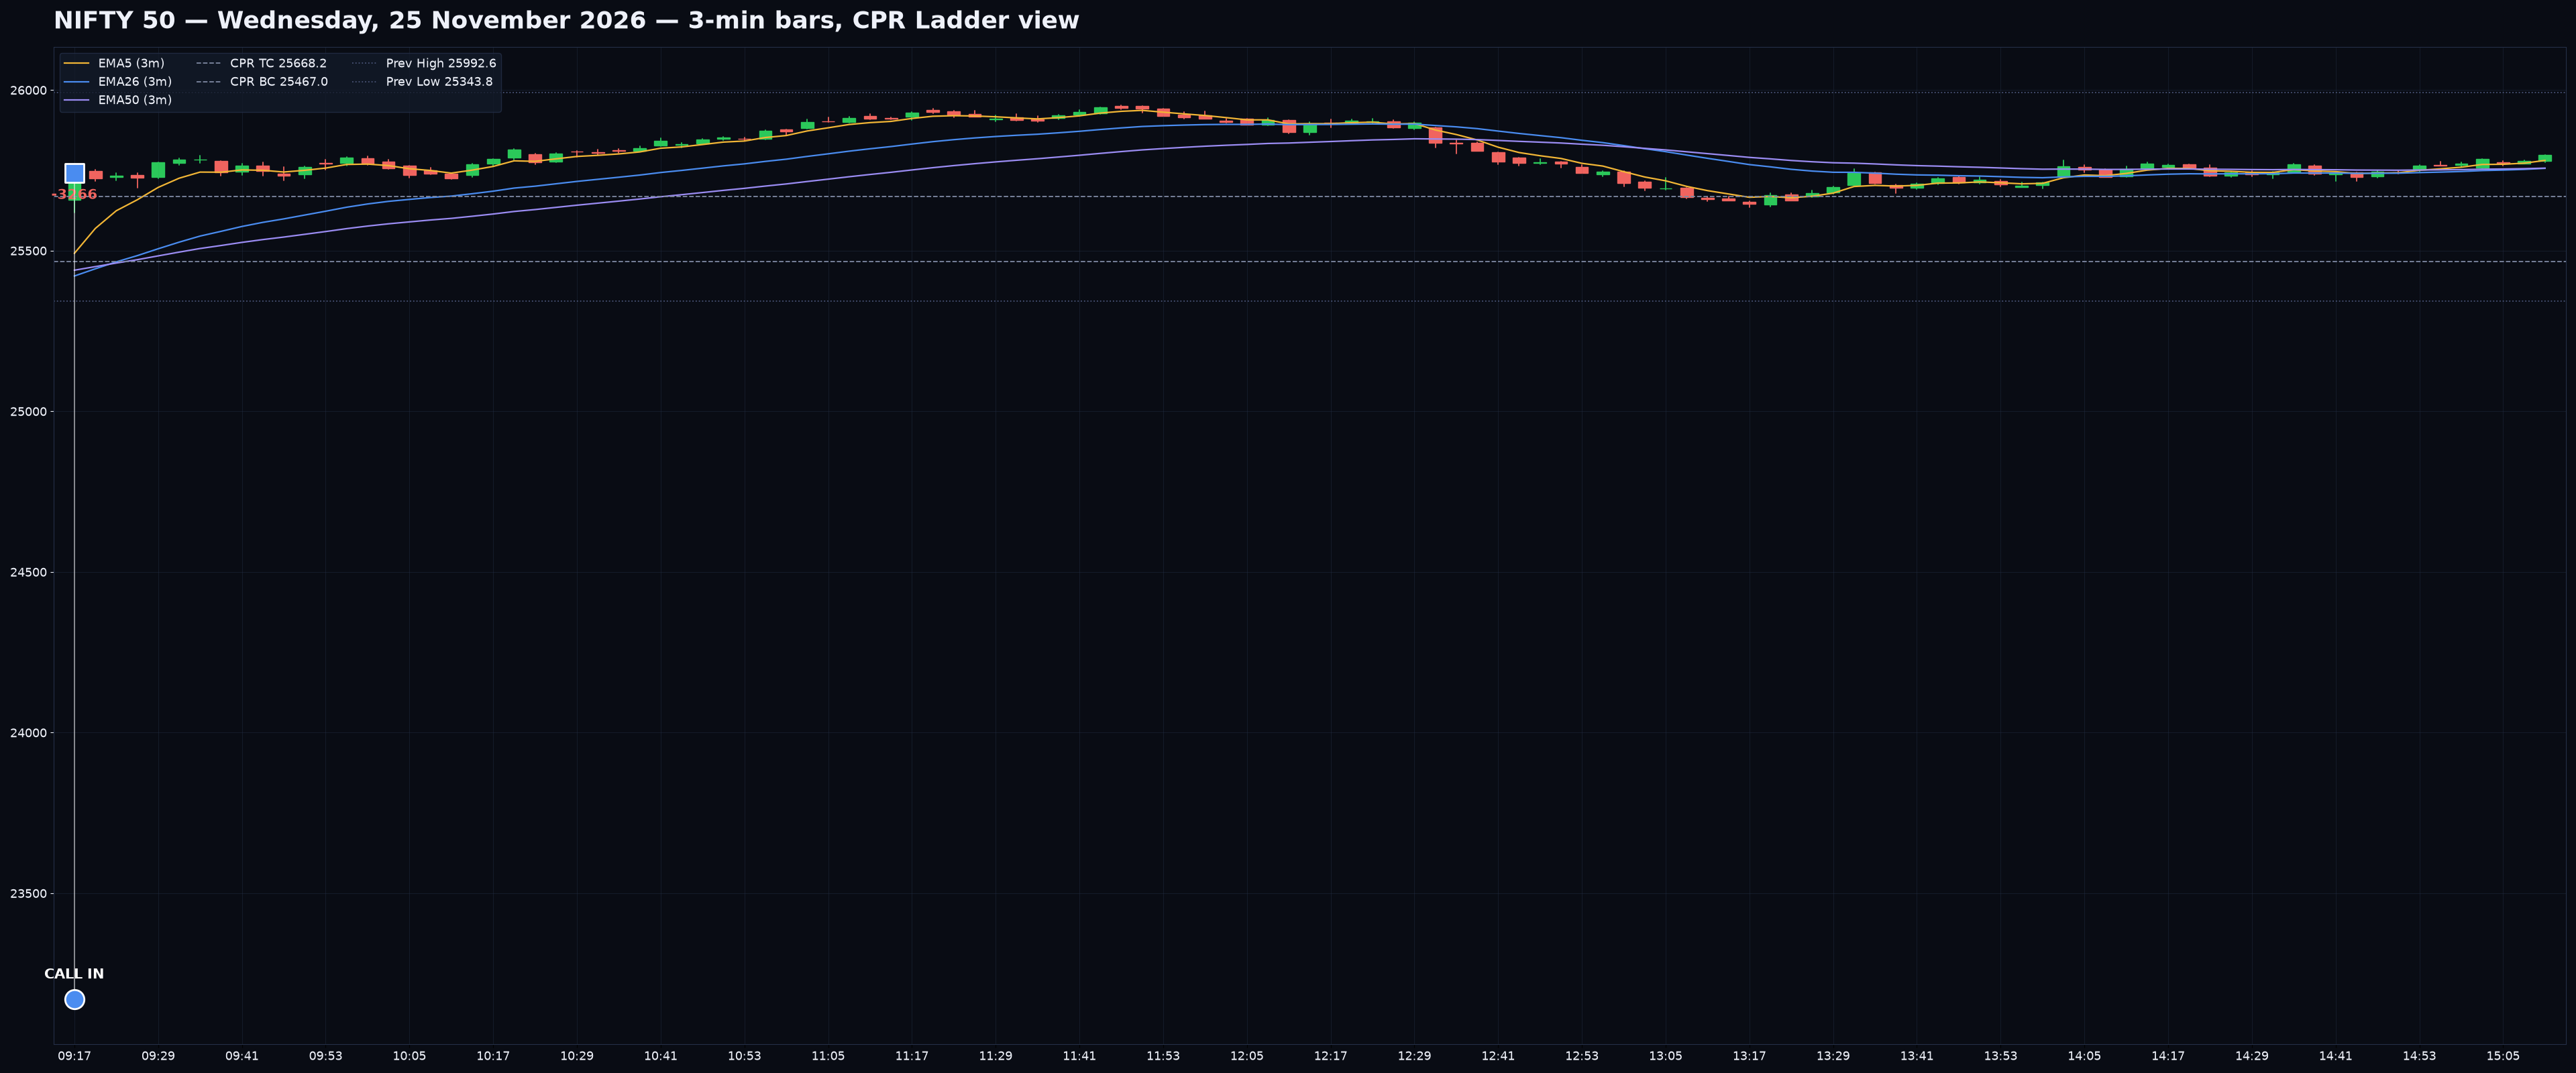 NIFTY 50 — Wednesday, 25 November 2026 — 3-min bars, CPR Ladder view
EMA5 (3m)
EMA26 (3m)
EMA50 (3m)
CPR TC 25668.2
CPR BC 25467.0
Prev High 25992.6
Prev Low 25343.8
26000
25500
25000
24500
24000
23500
CALL IN
09:17 09:29 09:41 09:53 10:05 10:17 10:29 10:41 10:53 11:05 11:17 11:29 11:41 11:53 12:05 12:17 12:29 12:41 12:53 13:05 13:17 13:29 13:41 13:53 14:05 14:17 14:29 14:41 14:53 15:05